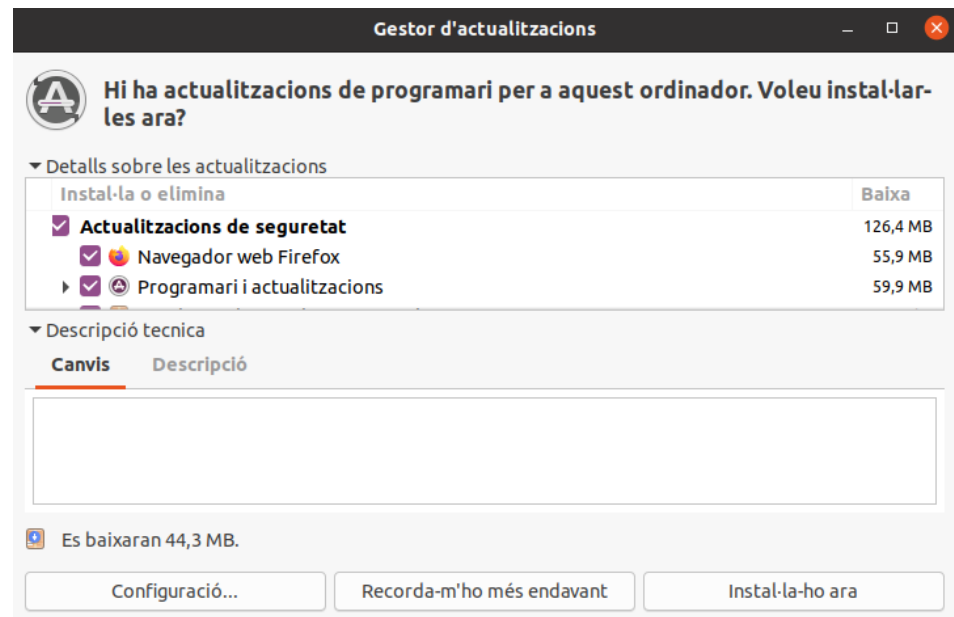 Gestor d'actualitzacions
Hi ha actualitzacions de programari per a aquest ordinador. Voleu instal·lar-
les ara?
Detalls sobre les actualitzacions
Instal·la o elimina Baixa
Actualitzacions de seguretat 126,4 MB
Navegador web Firefox 55,9 MB
Programari i actualitzacions 59,9 MB
Descripció tecnica
Canvis Descripció
Es baixaran 44,3 MB.
Configuració... Recorda-m'ho més endavant Instal·la-ho ara